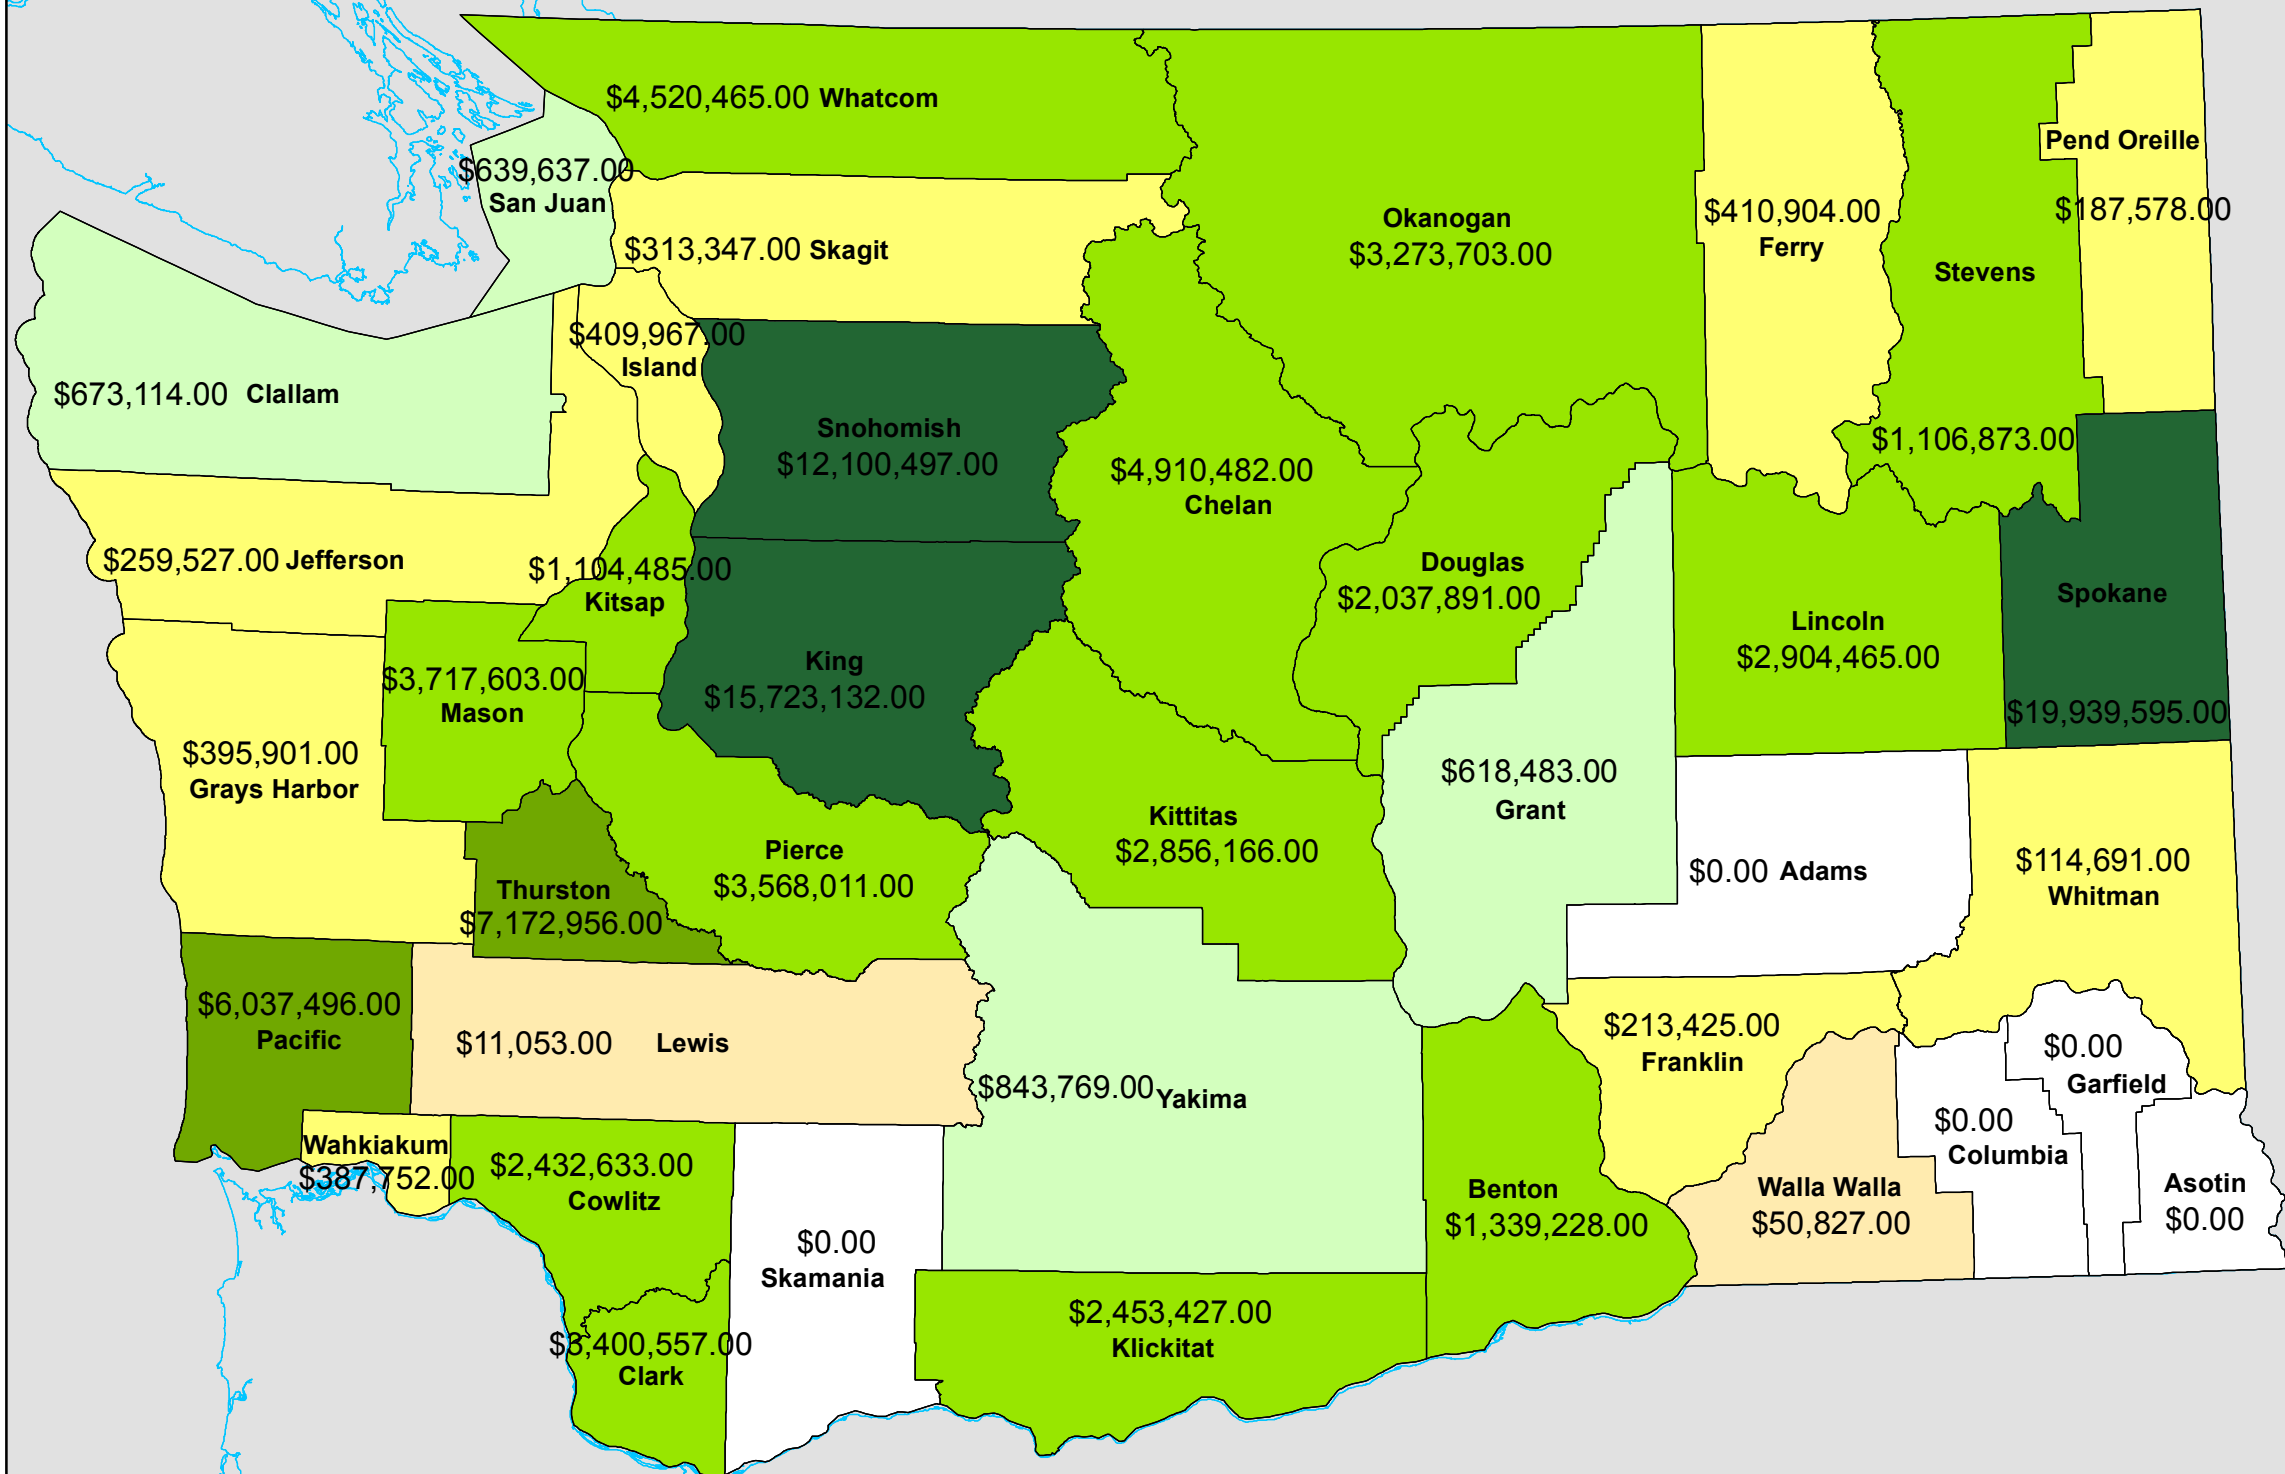 $4,520,465.00 Whatcom
$639,637.00
San Juan
$313,347.00 Skagit
Okanogan
$3,273,703.00
$410,904.00
Ferry
Stevens
$1,106,873.00
Pend Oreille
$187,578.00
$409,967.00
Island
$673,114.00 Clallam
Snohomish
$12,100,497.00
$4,910,482.00
Chelan
$259,527.00 Jefferson
$1,104,485.00
Kitsap
Douglas
$2,037,891.00
Lincoln
$2,904,465.00
Spokane
$19,939,595.00
King
$15,723,132.00
$3,717,603.00
Mason
$395,901.00
Grays Harbor
$618,483.00
Grant
Kittitas
$2,856,166.00
Pierce
$3,568,011.00
Thurston
$7,172,956.00
$0.00 Adams
$114,691.00
Whitman
$6,037,496.00
Pacific
$11,053.00 Lewis
$843,769.00 Yakima
$213,425.00
Franklin
$0.00
Garfield
$0.00
Columbia
Asotin
$0.00
Wahkiakum
$387,752.00
$2,432,633.00
Cowlitz
Benton
$1,339,228.00
Walla Walla
$50,827.00
$0.00
Skamania
$2,453,427.00
Klickitat
$3,400,557.00
Clark